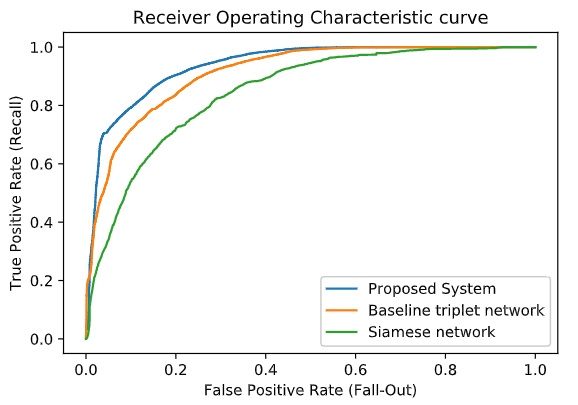 Receiver Operating Characteristic curve
True Positive Rate (Recall)
1.0
0.8
0.6
0.4
0.2
0.0
Proposed System
Baseline triplet network
Siamese network
0.0 0.2 0.4 0.6 0.8 1.0
False Positive Rate (Fall-Out)